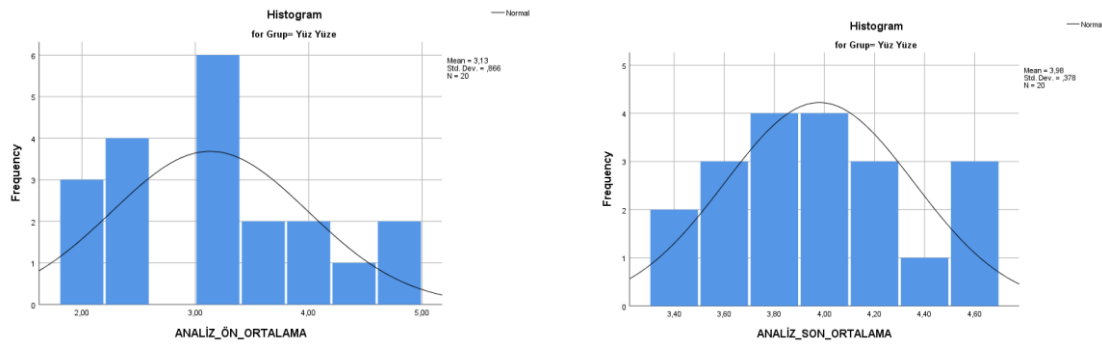 Histogram
for Grup= Yüz Yüze
Normal
Mean = 3,13
Std. Dev. = ,866
N = 20
6
5
4
3
2
1
0
Frequency
2,00 3,00 4,00 5,00
ANALİZ_ÖN_ORTALAMA
Histogram
for Grup= Yüz Yüze
Norma
Mean = 3,98
Std. Dev. = ,378
N = 20
5
4
3
2
1
0
Frequency
3,40 3,60 3,80 4,00 4,20 4,40 4,60
ANALİZ_SON_ORTALAMA